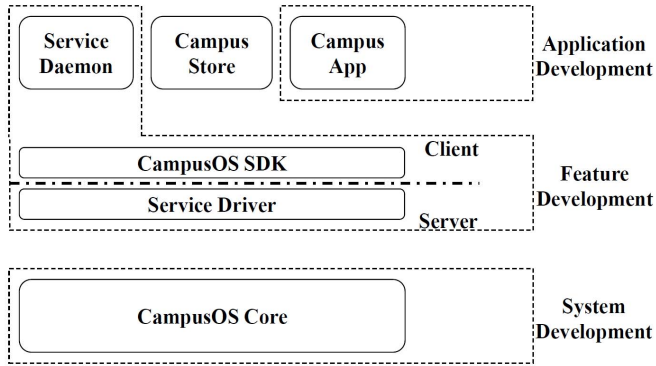 Service
Daemon
Campus
Store
Campus
App
Application
Development
Client
CampusOS SDK
Feature
Development
Service Driver
Server
CampusOS Core
System
Development